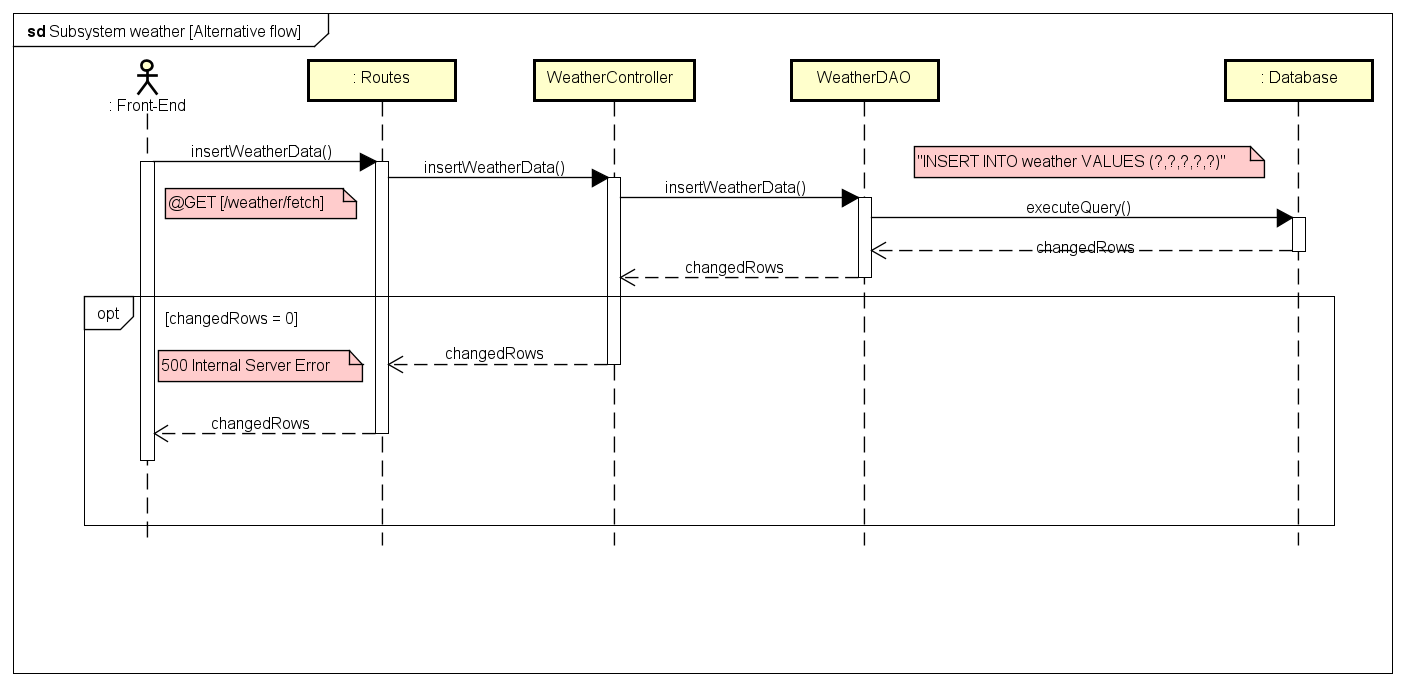 sd Subsystem weather [Alternative flow]
: Front-End
: Routes
WeatherController
WeatherDAO
: Database
insertWeatherData()
insertWeatherData()
insertWeatherData()
"INSERT INTO weather VALUES (?,?,?,?,?)"
@GET [/weather/fetch]
executeQuery()
changedRows
changedRows
opt
[changedRows = 0]
changedRows
500 Internal Server Error
changedRows